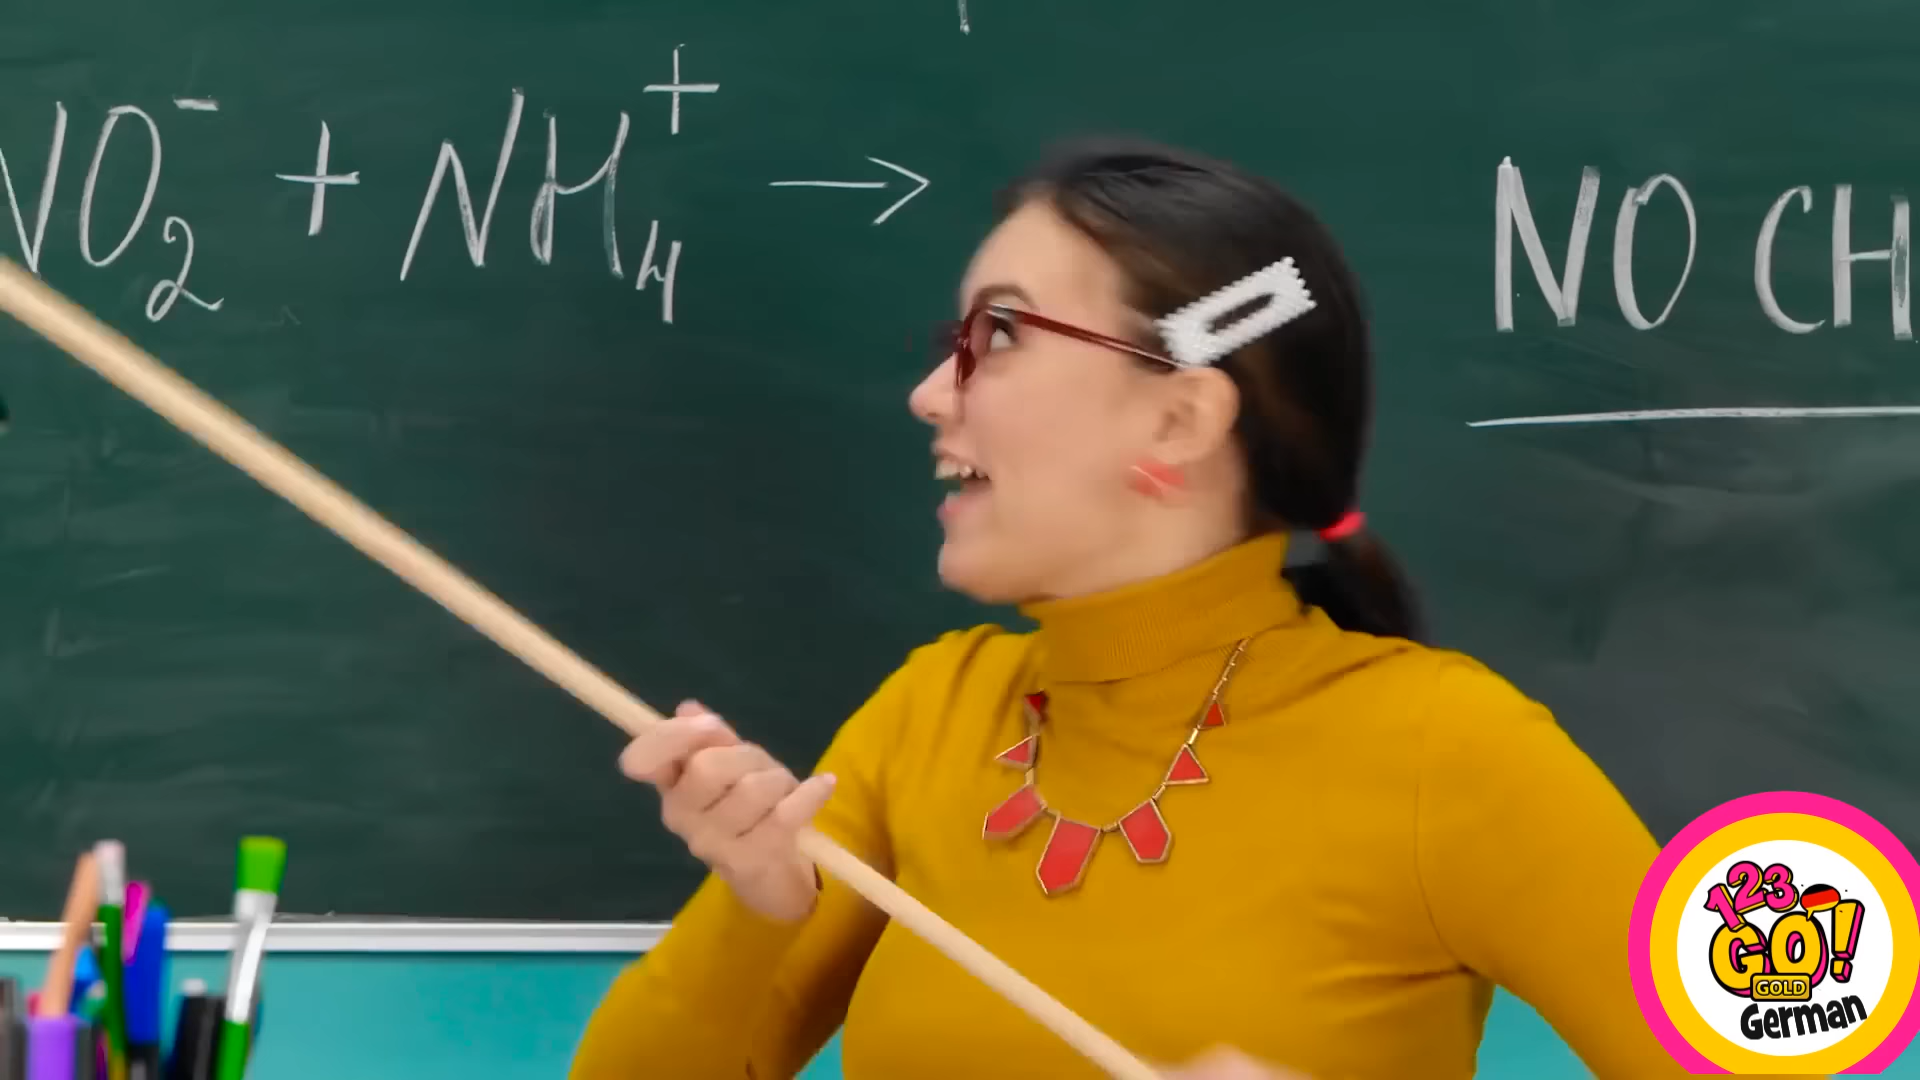 NO₂⁻ + NH₄⁺ →
NO CH
123
GO!
GOLD
German